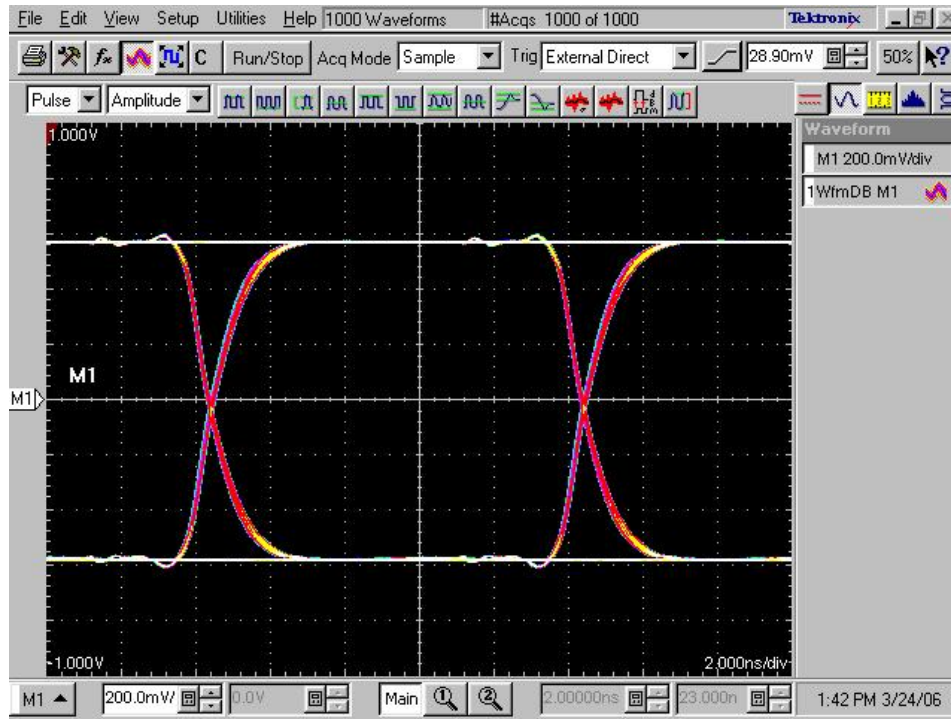 File Edit View Setup Utilities Help 1000 Waveforms #Acqs 1000 of 1000 Tektronix
C Run/Stop Acq Mode Sample Trig External Direct 28.90mV 50%
Pulse Amplitude
Waveform
M1 200.0mV/div
1WfmDB M1
1.000V
M1
M1
-1.000V 2.000ns/div
M1 200.0mV/ 0.0V Main 1 2 2.00000ns 23.000n 1:42 PM 3/24/06